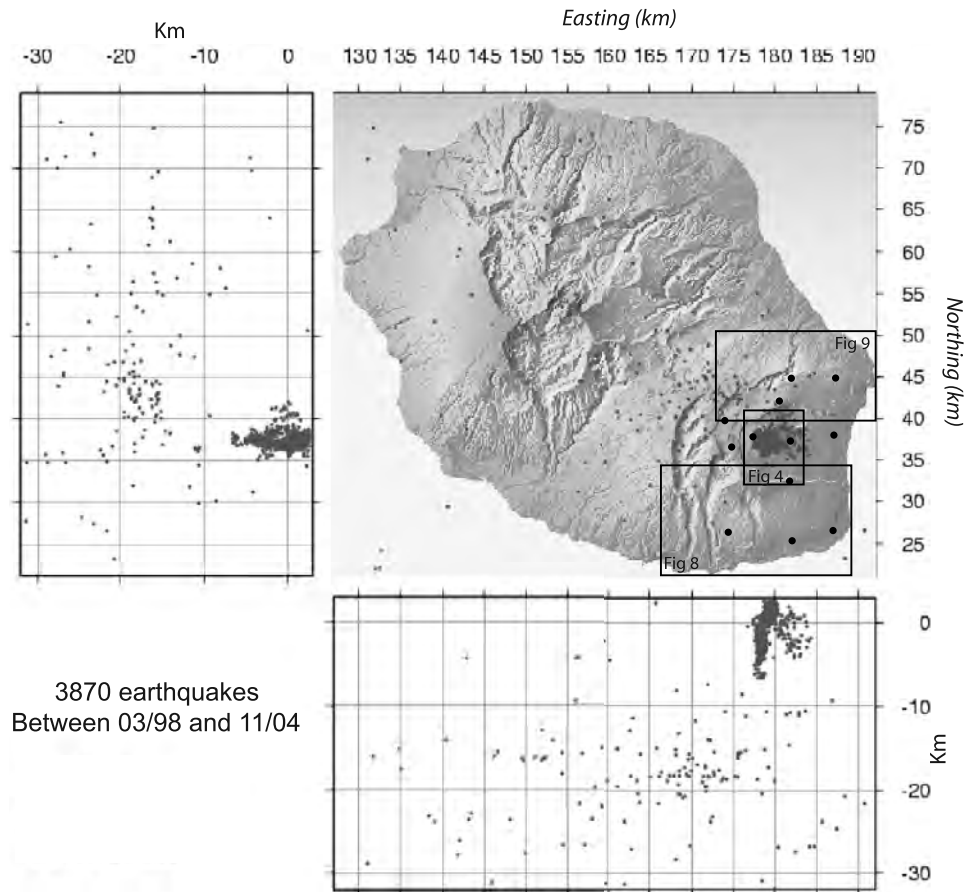 Easting (km)
Km
-30 -20 -10 0
130 135 140 145 150 155 160 165 170 175 180 185 190
75
70
65
60
55
50
45
40
35
30
25
Northing (km)
Fig 9
Fig 4
Fig 8
3870 earthquakes
Between 03/98 and 11/04
0
-10
-20
-30
Km